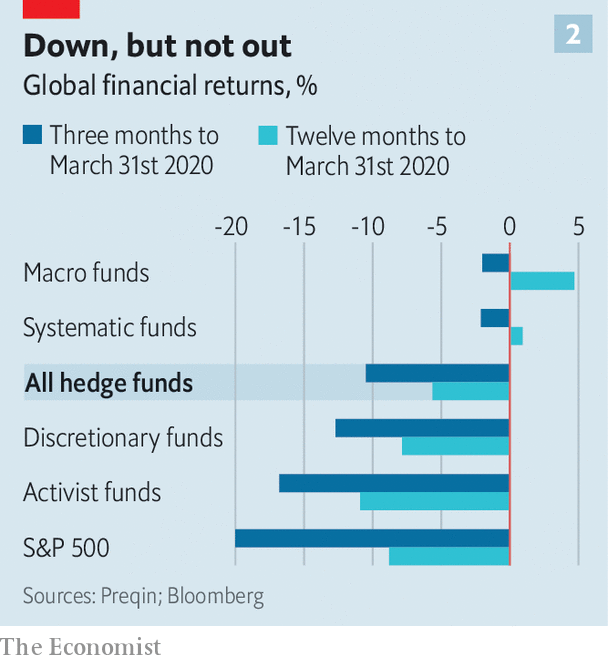 Down, but not out
2
Global financial returns, %
Three months to
March 31st 2020
Twelve months to
March 31st 2020
-20 -15 -10 -5 0 5
Macro funds
Systematic funds
All hedge funds
Discretionary funds
Activist funds
S&P 500
Sources: Preqin; Bloomberg
The Economist